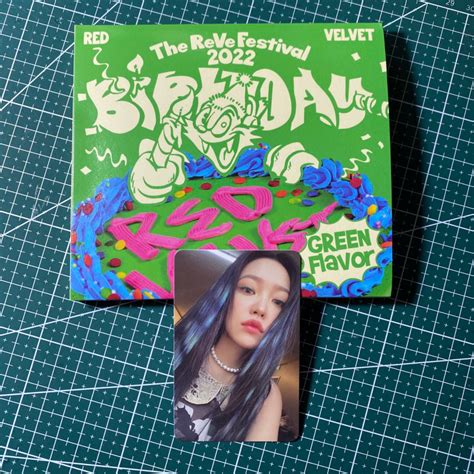 RED
VELVET
The ReVe Festival
2022
BiRTHDAY
RED
GREEN
Flavor